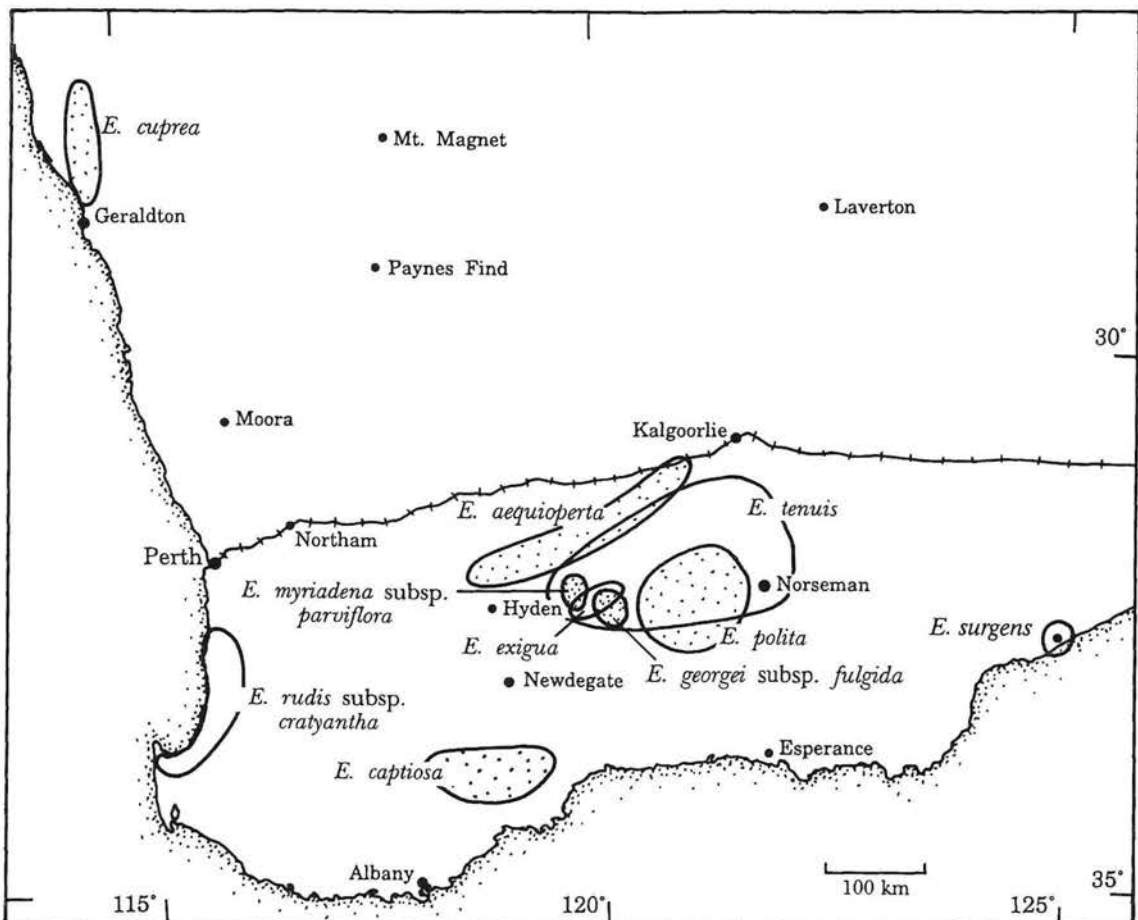 E. cuprea
Mt. Magnet
Geraldton
Laverton
Paynes Find
30°
Moora
Kalgoorlie
E. aequioperta
E. tenuis
Northam
Perth
E. myriadena subsp.
parviflora
Hyden
Norseman
E. exigua
E. polita
E. surgens
E. georgei subsp. fulgida
Newdegate
E. rudis subsp.
cratyantha
Esperance
E. captiosa
Albany
100 km
35°
115°
120°
125°